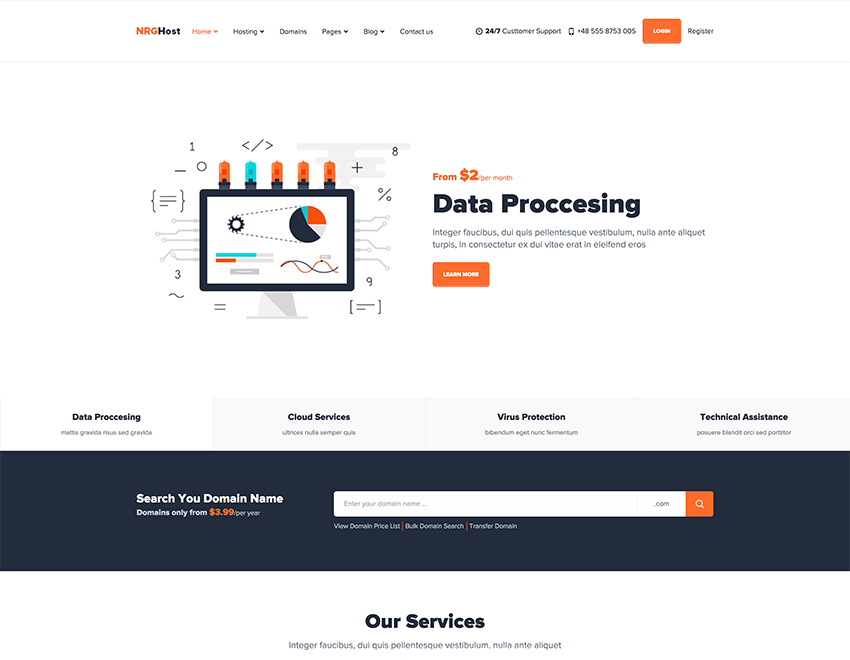 NRGHost Home Hosting Domains Pages Blog Contact us 24/7 Custtomer Support +48 555 8753 005 LOGIN Register
1 </> 8
+
%
{ }
3 9
~ = [ ]
From $2/per month
Data Proccesing
Integer faucibus, dui quis pellentesque vestibulum, nulla ante aliquet
turpis, in consectetur ex dui vitae erat in eleifend eros
LEARN MORE
Data Proccesing Cloud Services Virus Protection Technical Assistance
mattis gravida risus sed gravida ultrices nulla semper quis bibendum eget nunc fermentum posuere blandit orci sed porttitor
Search You Domain Name
Domains only from $3.99/per year
Enter your domain name ... .com
View Domain Price List | Bulk Domain Search | Transfer Domain
Our Services
Integer faucibus, dui quis pellentesque vestibulum, nulla ante aliquet